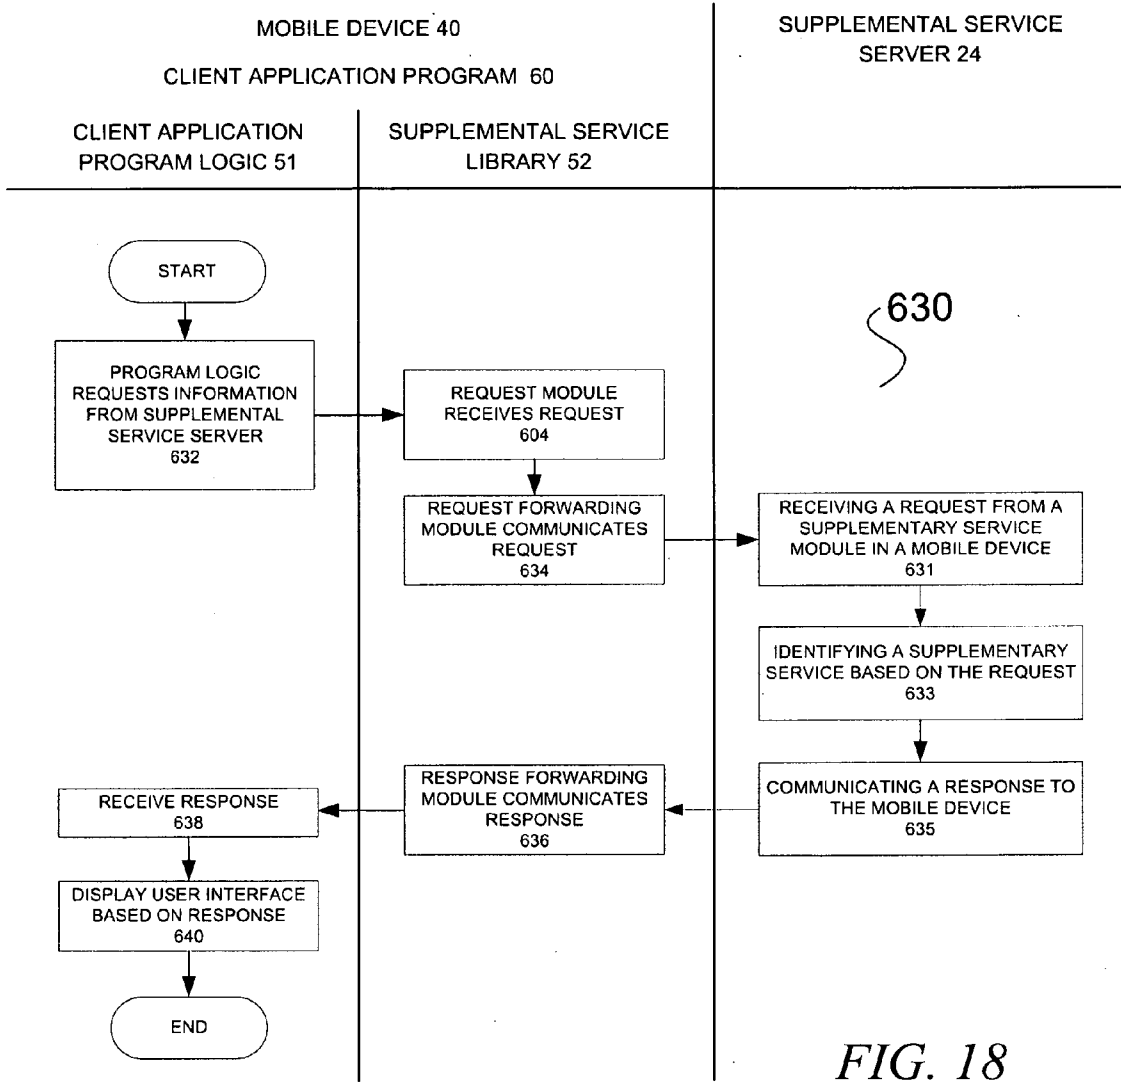 MOBILE DEVICE 40
CLIENT APPLICATION PROGRAM 60
SUPPLEMENTAL SERVICE
SERVER 24
CLIENT APPLICATION
PROGRAM LOGIC 51
SUPPLEMENTAL SERVICE
LIBRARY 52
START
630
PROGRAM LOGIC
REQUESTS INFORMATION
FROM SUPPLEMENTAL
SERVICE SERVER
632
REQUEST MODULE
RECEIVES REQUEST
604
REQUEST FORWARDING
MODULE COMMUNICATES
REQUEST
634
RECEIVING A REQUEST FROM A
SUPPLEMENTARY SERVICE
MODULE IN A MOBILE DEVICE
631
IDENTIFYING A SUPPLEMENTARY
SERVICE BASED ON THE REQUEST
633
COMMUNICATING A RESPONSE TO
THE MOBILE DEVICE
635
RESPONSE FORWARDING
MODULE COMMUNICATES
RESPONSE
636
RECEIVE RESPONSE
638
DISPLAY USER INTERFACE
BASED ON RESPONSE
640
END
FIG. 18